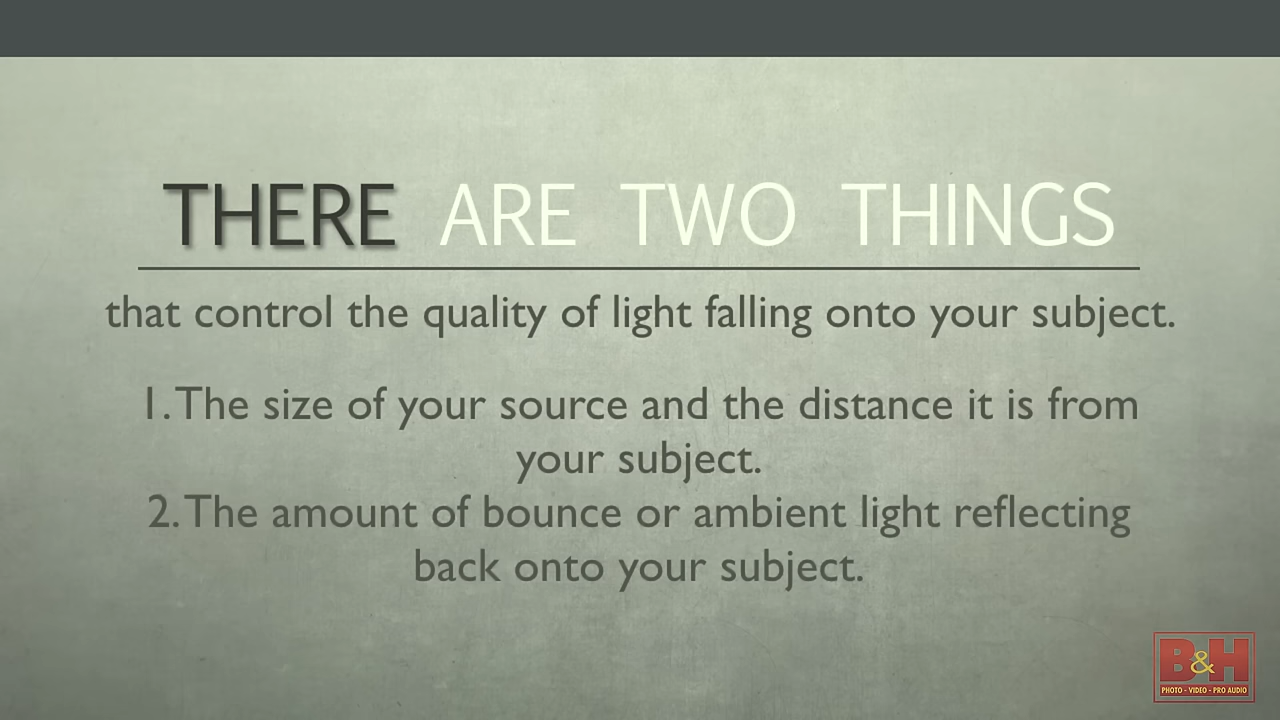 THERE ARE TWO THINGS
that control the quality of light falling onto your subject.
1. The size of your source and the distance it is from
your subject.
2. The amount of bounce or ambient light reflecting
back onto your subject.
B&H
PHOTO - VIDEO - PRO AUDIO